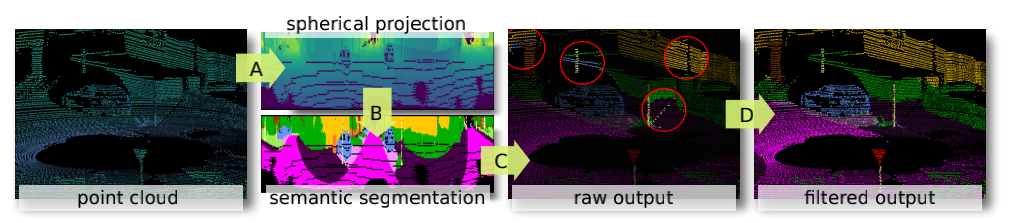 spherical projection
A
B
C
D
point cloud
semantic segmentation
raw output
filtered output